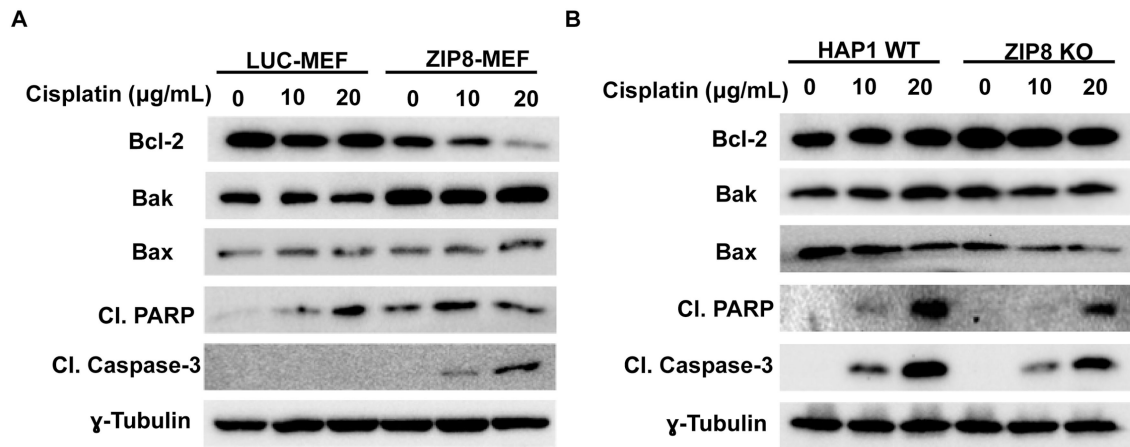 A
LUC-MEF ZIP8-MEF
Cisplatin (µg/mL) 0 10 20 0 10 20
Bcl-2
Bak
Bax
Cl. PARP
Cl. Caspase-3
ɣ-Tubulin
B
HAP1 WT ZIP8 KO
Cisplatin (µg/mL) 0 10 20 0 10 20
Bcl-2
Bak
Bax
Cl. PARP
Cl. Caspase-3
ɣ-Tubulin